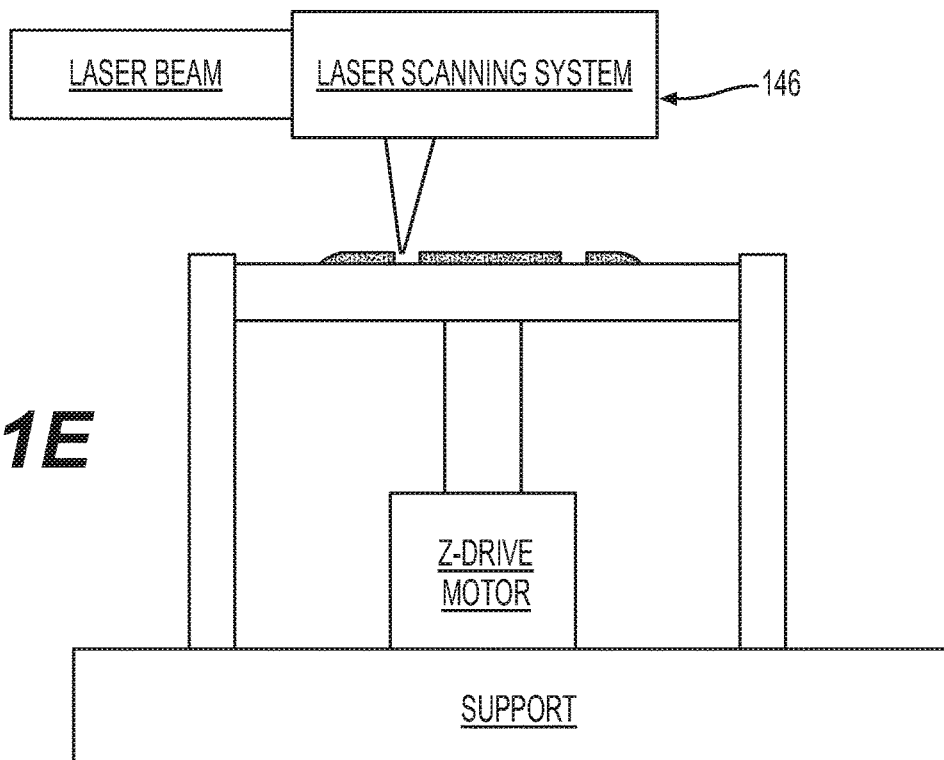 LASER BEAM
LASER SCANNING SYSTEM
146
1E
Z-DRIVE
MOTOR
SUPPORT